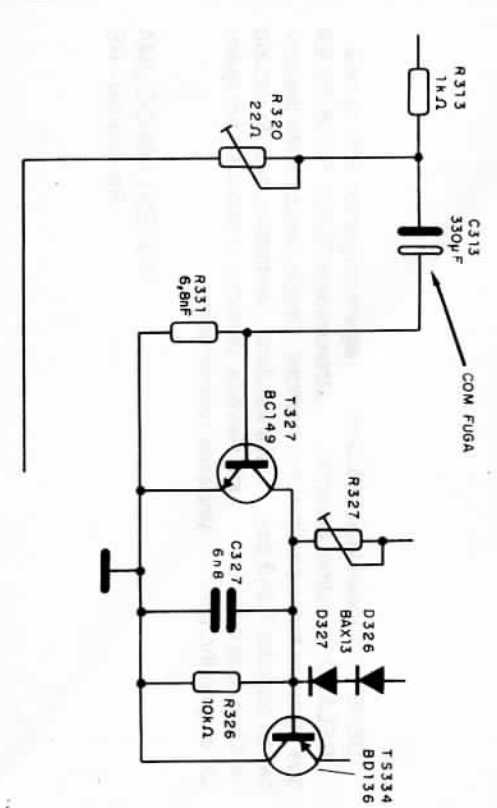 R313
1kΩ
C313
330µF
COM FUGA
R320
22Ω
R331
6,8nF
T327
BC149
R327
C327
6n8
D326
BAX13
D327
R326
10kΩ
TS334
BD136